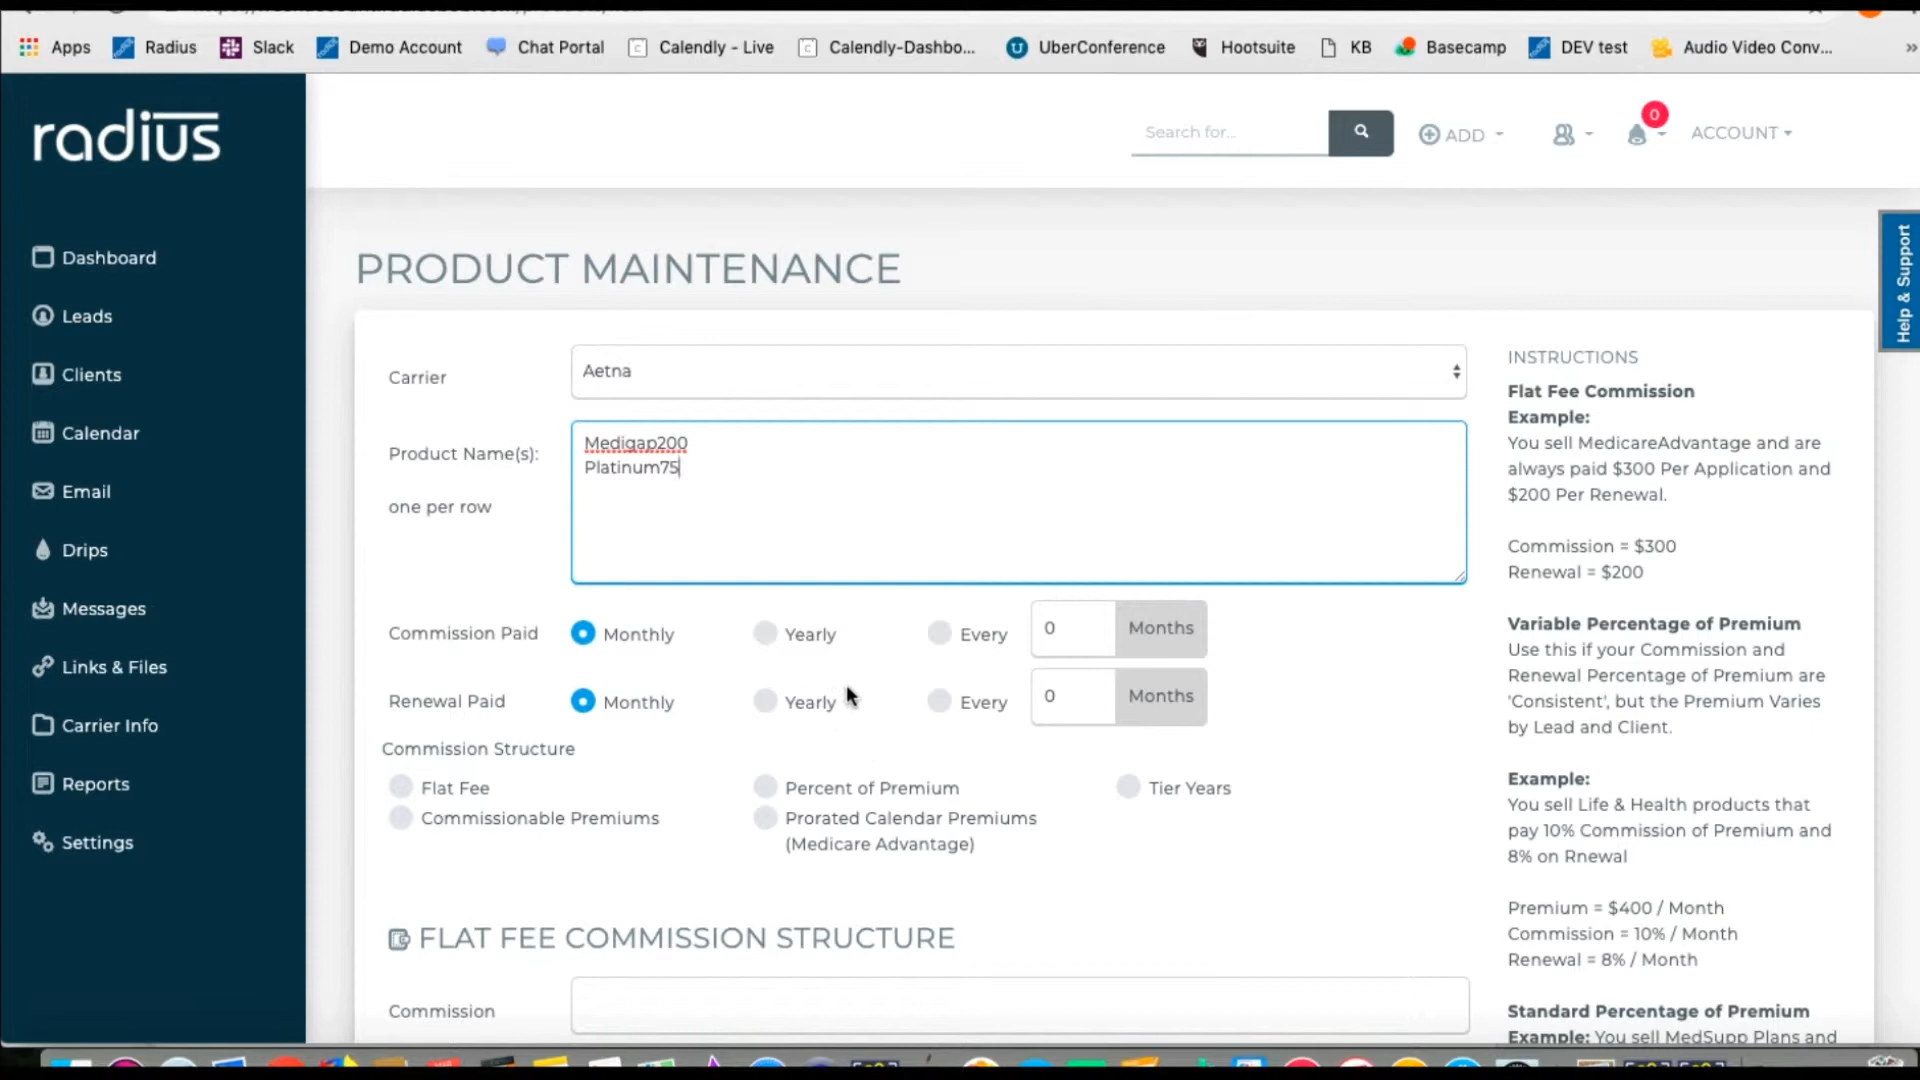 Apps
Radius
Slack
Demo Account
Chat Portal
Calendly - Live
Calendly-Dashbo...
UberConference
Hootsuite
KB
Basecamp
DEV test
Audio Video Conv...
»
radius
Search for...
ADD
0
ACCOUNT
Dashboard
Leads
Clients
Calendar
Email
Drips
Messages
Links & Files
Carrier Info
Reports
Settings
Help & Support
PRODUCT MAINTENANCE
Carrier
Aetna
Product Name(s):
one per row
Medigap200
Platinum75
Commission Paid
Monthly
Yearly
Every
0
Months
Renewal Paid
Monthly
Yearly
Every
0
Months
Commission Structure
Flat Fee
Percent of Premium
Tier Years
Commissionable Premiums
Prorated Calendar Premiums
(Medicare Advantage)
FLAT FEE COMMISSION STRUCTURE
Commission
INSTRUCTIONS
Flat Fee Commission
Example:
You sell MedicareAdvantage and are
always paid $300 Per Application and
$200 Per Renewal.
Commission = $300
Renewal = $200
Variable Percentage of Premium
Use this if your Commission and
Renewal Percentage of Premium are
'Consistent', but the Premium Varies
by Lead and Client.
Example:
You sell Life & Health products that
pay 10% Commission of Premium and
8% on Rnewal
Premium = $400 / Month
Commission = 10% / Month
Renewal = 8% / Month
Standard Percentage of Premium
Example: You sell MedSupp Plans and